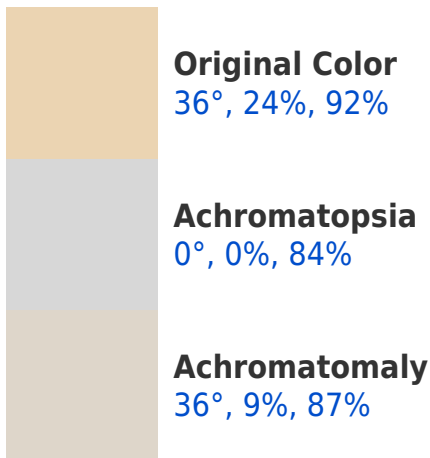 Original Color
36°, 24%, 92%
Achromatopsia
0°, 0%, 84%
Achromatomaly
36°, 9%, 87%